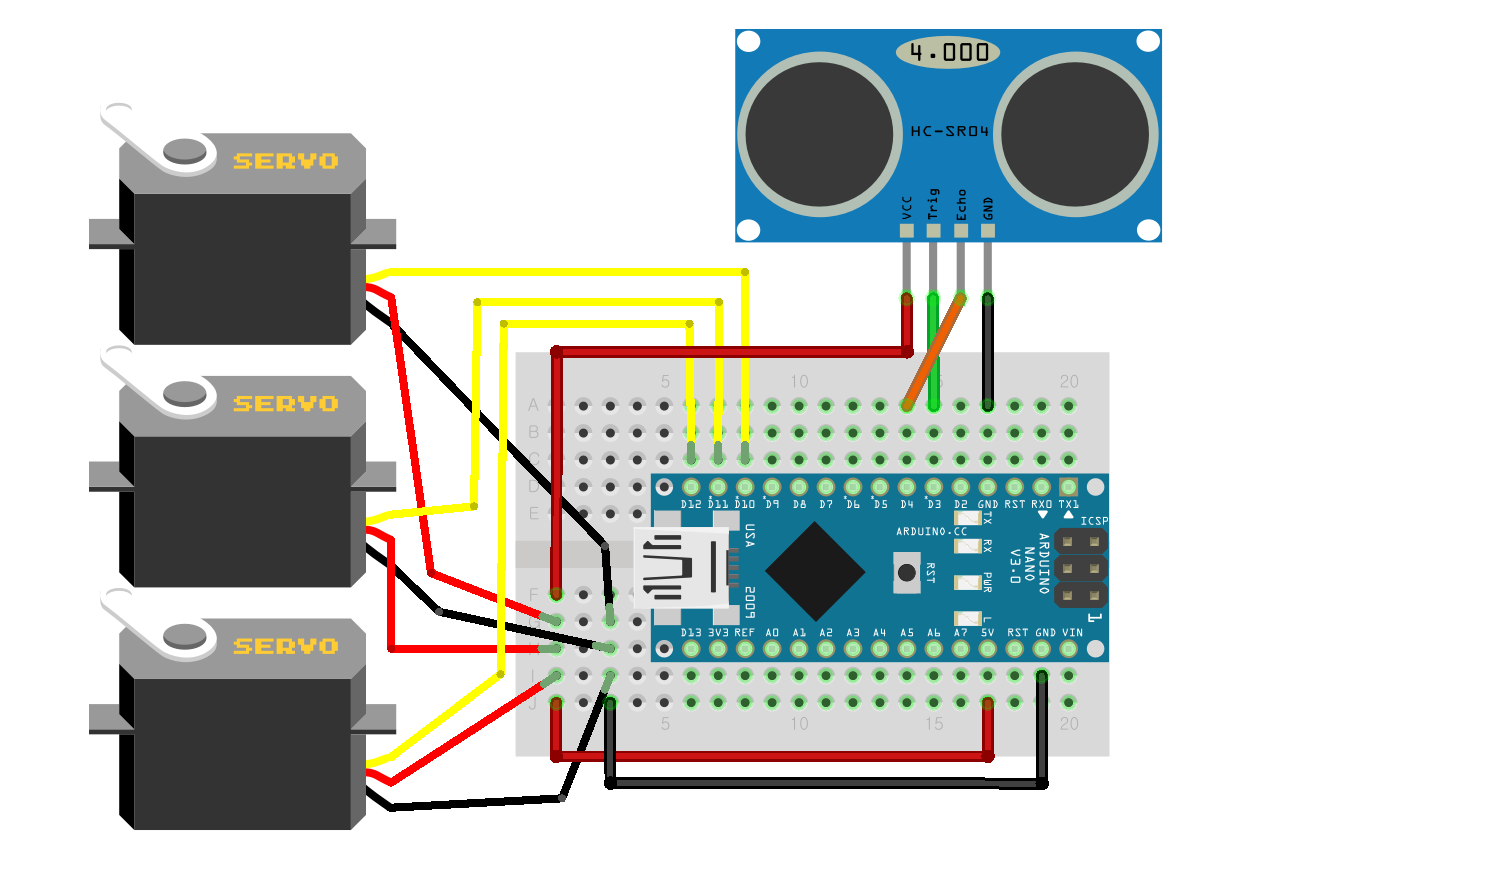 4.000
HC-SR04
VCC Trig Echo GND
SERVO
SERVO
SERVO
5 10 15 20
A
B
C
D
E
F
G
H
I
J
D12 D11 D10 D9 D8 D7 D6 D5 D4 D3 D2 GND RST RX0 TX1
TX
RX
PWR
L
ARDUINO.CC
RST
ICSP
ARDUINO
NANO
V3.0
1
USA
2009
D13 3V3 REF A0 A1 A2 A3 A4 A5 A6 A7 5V RST GND VIN
5 10 15 20